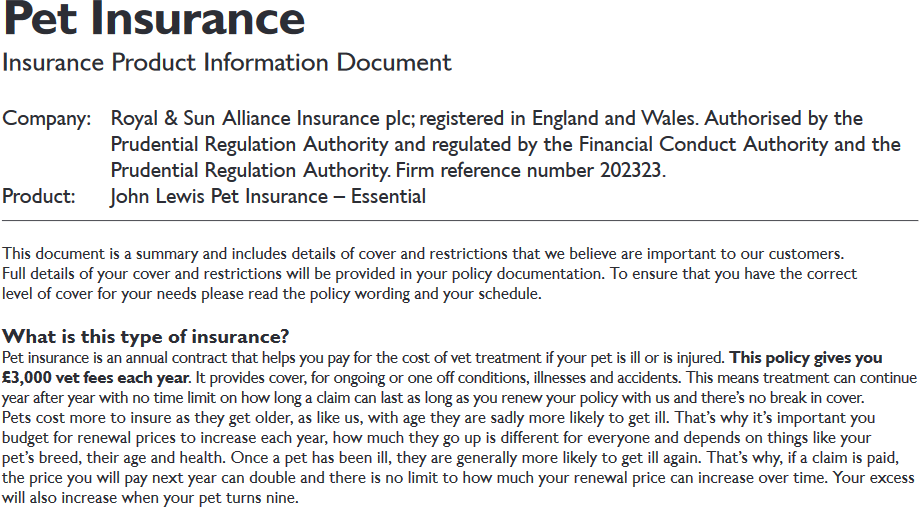 Pet Insurance
Insurance Product Information Document
Company: Royal & Sun Alliance Insurance plc; registered in England and Wales. Authorised by the
Prudential Regulation Authority and regulated by the Financial Conduct Authority and the
Prudential Regulation Authority. Firm reference number 202323.
Product: John Lewis Pet Insurance – Essential
This document is a summary and includes details of cover and restrictions that we believe are important to our customers.
Full details of your cover and restrictions will be provided in your policy documentation. To ensure that you have the correct
level of cover for your needs please read the policy wording and your schedule.
What is this type of insurance?
Pet insurance is an annual contract that helps you pay for the cost of vet treatment if your pet is ill or is injured. This policy gives you
£3,000 vet fees each year. It provides cover, for ongoing or one off conditions, illnesses and accidents. This means treatment can continue
year after year with no time limit on how long a claim can last as long as you renew your policy with us and there's no break in cover.
Pets cost more to insure as they get older, as like us, with age they are sadly more likely to get ill. That's why it's important you
budget for renewal prices to increase each year, how much they go up is different for everyone and depends on things like your
pet's breed, their age and health. Once a pet has been ill, they are generally more likely to get ill again. That's why, if a claim is paid,
the price you will pay next year can double and there is no limit to how much your renewal price can increase over time. Your excess
will also increase when your pet turns nine.